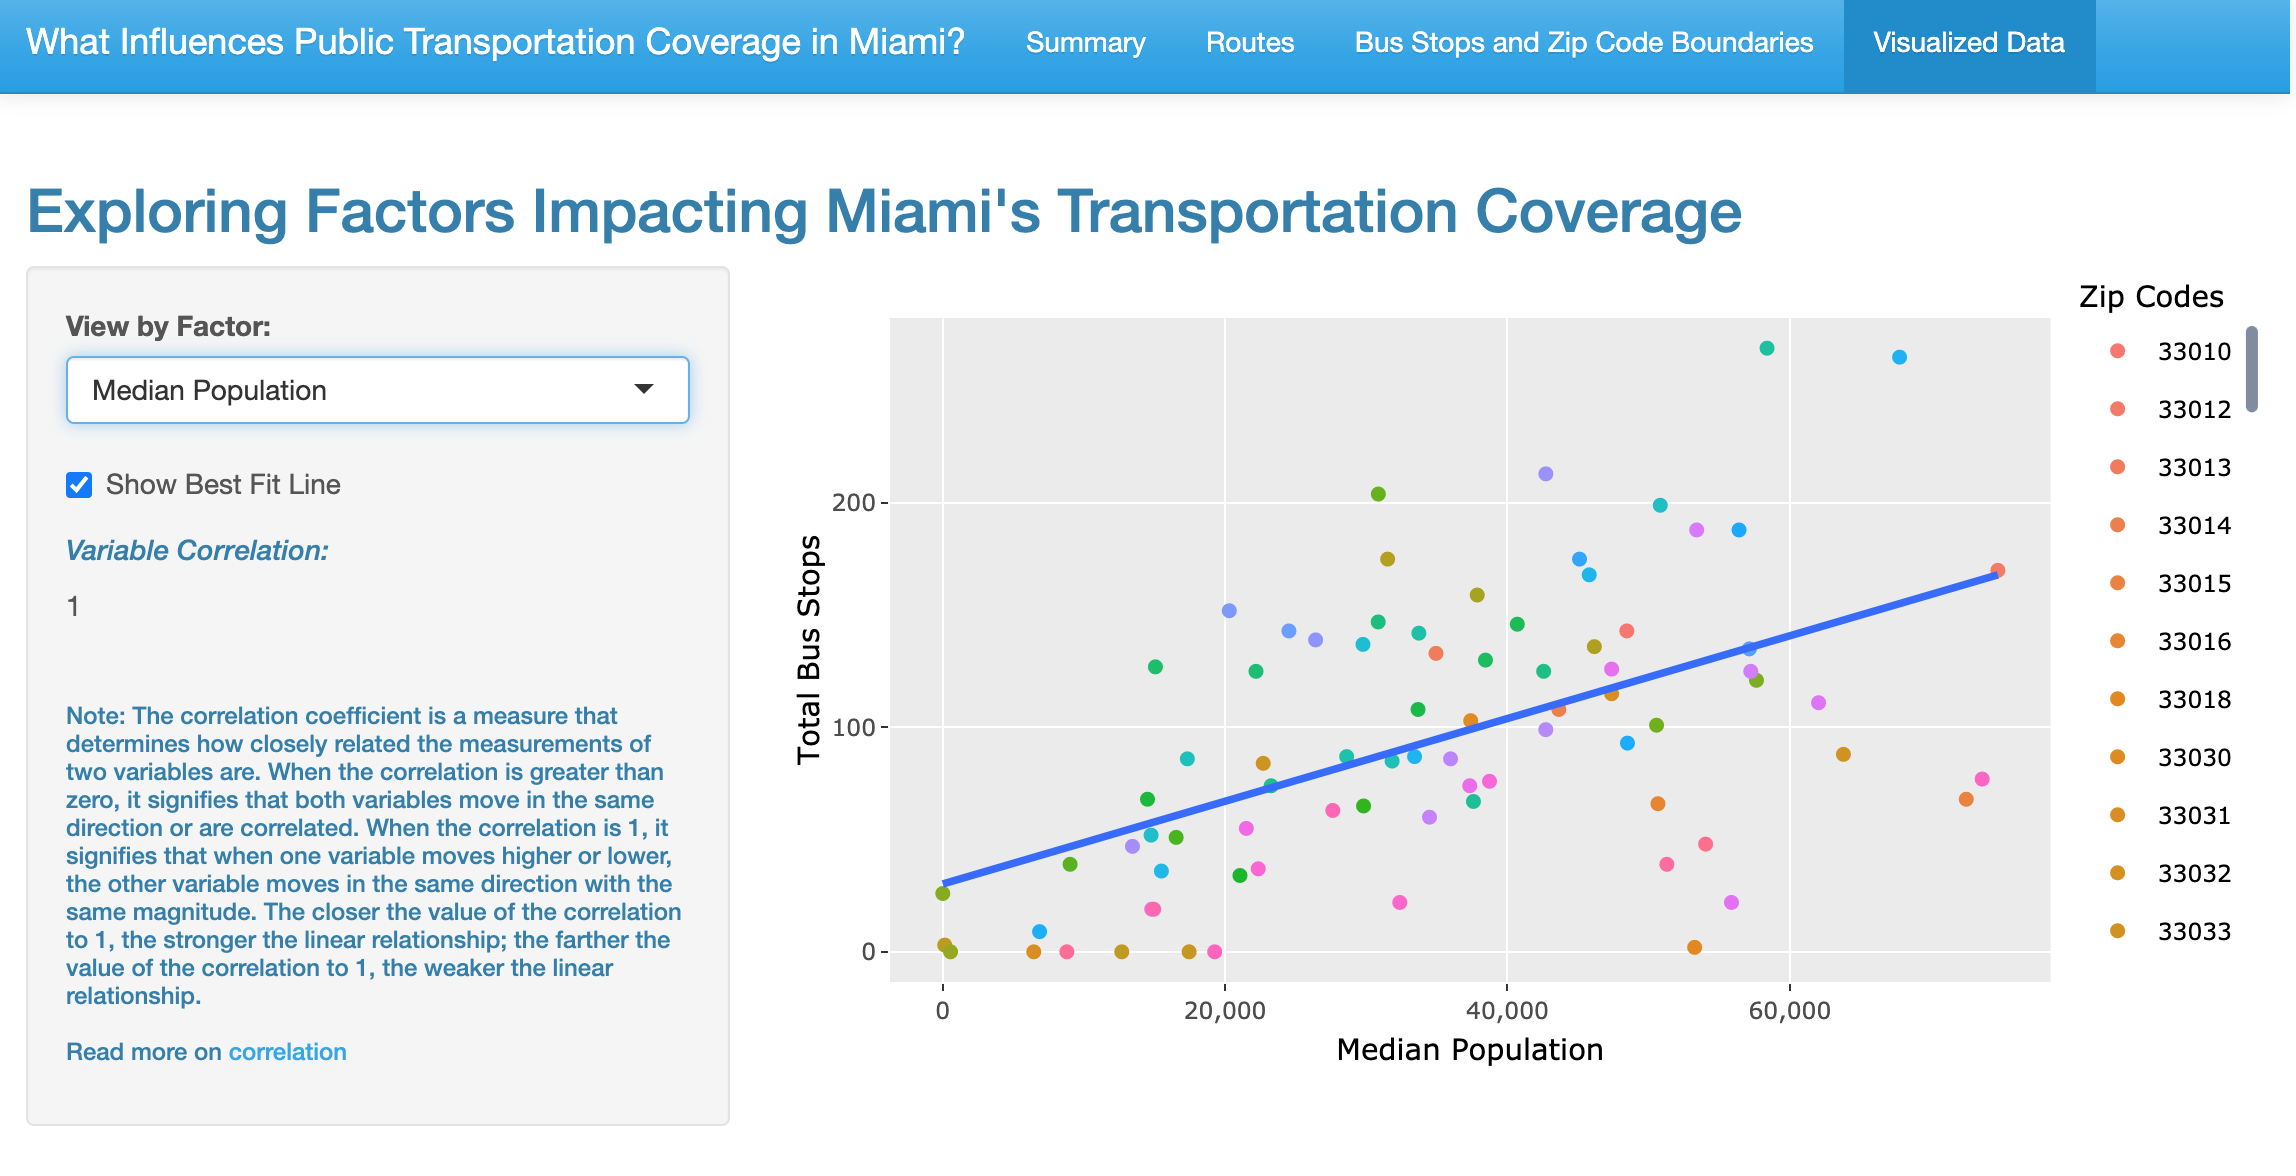 What Influences Public Transportation Coverage in Miami?
Summary
Routes
Bus Stops and Zip Code Boundaries
Visualized Data
Exploring Factors Impacting Miami's Transportation Coverage
View by Factor:
Median Population
Show Best Fit Line
Variable Correlation:
1
Note: The correlation coefficient is a measure that
determines how closely related the measurements of
two variables are. When the correlation is greater than
zero, it signifies that both variables move in the same
direction or are correlated. When the correlation is 1, it
signifies that when one variable moves higher or lower,
the other variable moves in the same direction with the
same magnitude. The closer the value of the correlation
to 1, the stronger the linear relationship; the farther the
value of the correlation to 1, the weaker the linear
relationship.
Read more on correlation
Total Bus Stops
200
100
0
0
20,000
40,000
60,000
Median Population
Zip Codes
33010
33012
33013
33014
33015
33016
33018
33030
33031
33032
33033